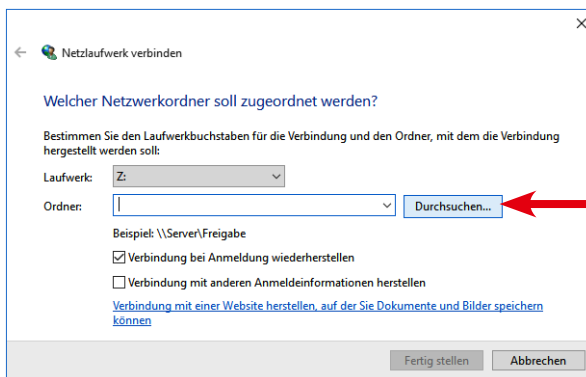 Netzlaufwerk verbinden
Welcher Netzwerkordner soll zugeordnet werden?
Bestimmen Sie den Laufwerkbuchstaben für die Verbindung und den Ordner, mit dem die Verbindung
hergestellt werden soll:
Laufwerk: Z:
Ordner: Durchsuchen...
Beispiel: \\Server\Freigabe
Verbindung bei Anmeldung wiederherstellen
Verbindung mit anderen Anmeldeinformationen herstellen
Verbindung mit einer Website herstellen, auf der Sie Dokumente und Bilder speichern
können
Fertig stellen Abbrechen